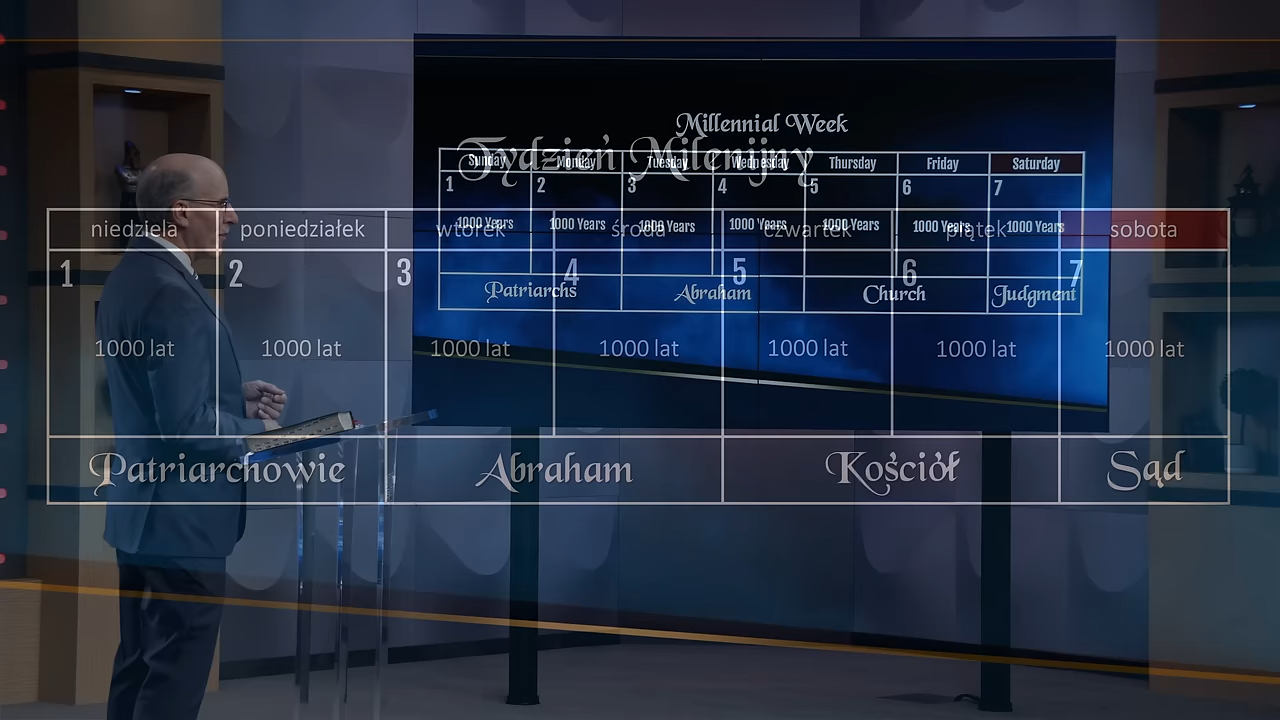 Millennial Week
Tydzień Milenijny
Sunday Monday Tuesday Wednesday Thursday Friday Saturday
1 2 3 4 5 6 7
1000 Years 1000 Years 1000 Years 1000 Years 1000 Years 1000 Years 1000 Years
niedziela poniedziałek wtorek środa czwartek piątek sobota
1 2 3 4 5 6 7
Patriarchs Abraham Church Judgment
1000 lat 1000 lat 1000 lat 1000 lat 1000 lat 1000 lat 1000 lat
Patriarchowie Abraham Kościół Sąd